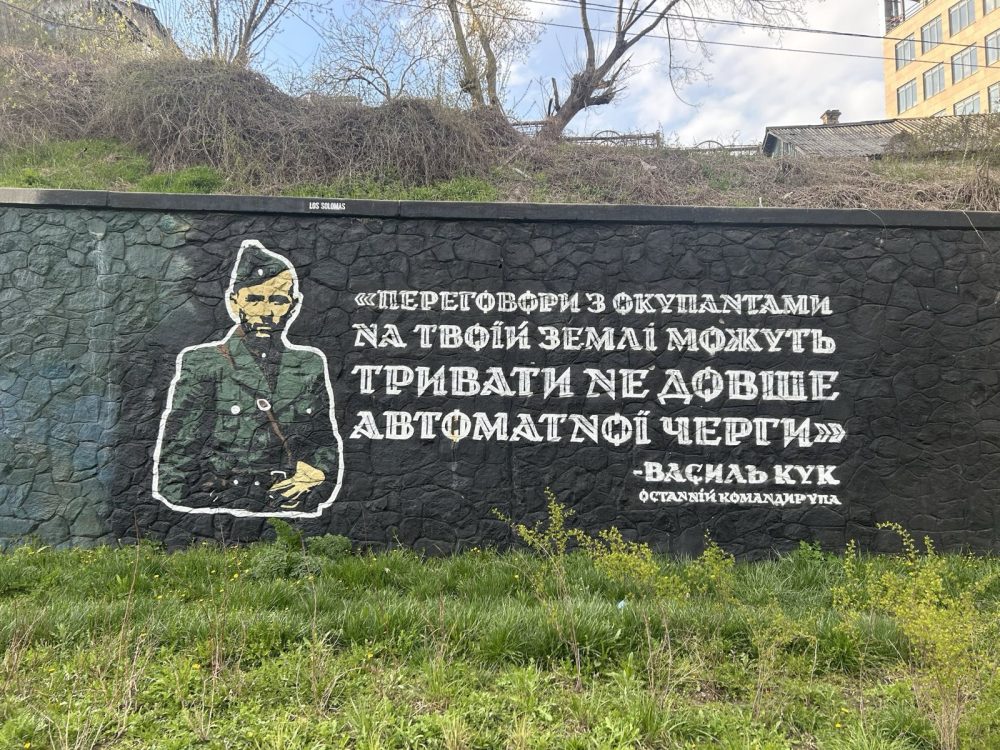 LOS SOLOMAS
«ПЕРЕГОВОРИ З ОКУПАНТАМИ
НА ТВОЇЙ ЗЕМЛІ МОЖУТЬ
ТРИВАТИ НЕ ДОВШЕ
АВТОМАТНОЇ ЧЕРГИ»
-ВАСИЛЬ КУК
ОСТАННІЙ КОМАНДИР УПА